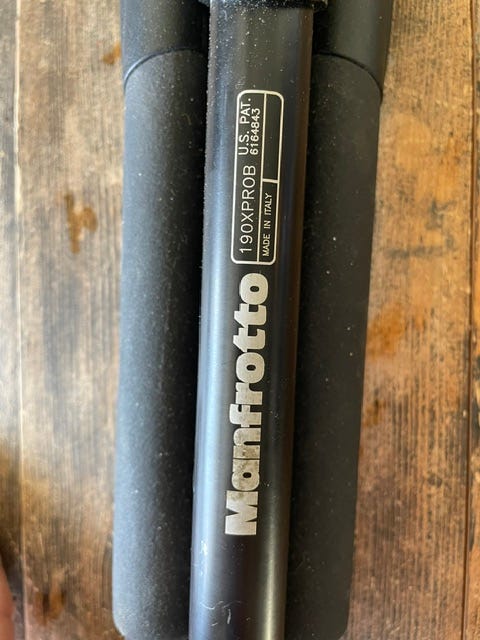 Manfrotto
190XPROB
U.S. PAT.
6164843
MADE IN ITALY